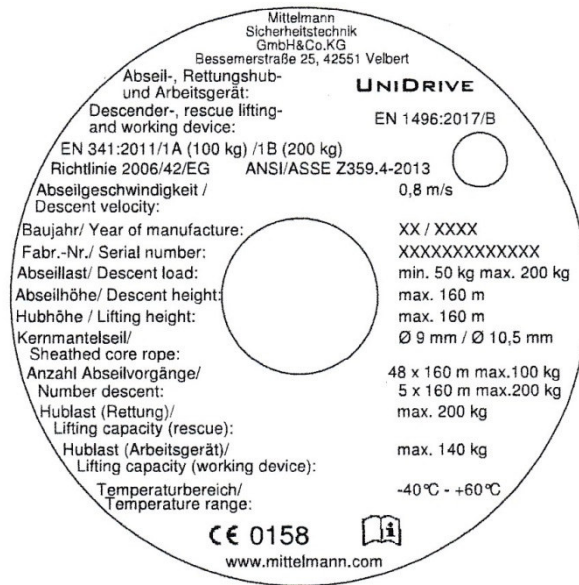 Mittelmann
Sicherheitstechnik
GmbH&Co.KG
Bessemerstraße 25, 42551 Velbert
Abseil-, Rettungshub-
und Arbeitsgerät: UNIDRIVE
Descender-, rescue lifting-
and working device: EN 1496:2017/B
EN 341:2011/1A (100 kg) /1B (200 kg)
Richtlinie 2006/42/EG ANSI/ASSE Z359.4-2013
Abseilgeschwindigkeit / 0,8 m/s
Descent velocity:
Baujahr/ Year of manufacture: XX / XXXX
Fabr.-Nr./ Serial number: XXXXXXXXXXXXX
Abseillast/ Descent load: min. 50 kg max. 200 kg
Abseilhöhe/ Descent height: max. 160 m
Hubhöhe / Lifting height: max. 160 m
Kernmantelseil/ Ø 9 mm / Ø 10,5 mm
Sheathed core rope:
Anzahl Abseilvorgänge/ 48 x 160 m max.100 kg
Number descent: 5 x 160 m max.200 kg
Hublast (Rettung)/ max. 200 kg
Lifting capacity (rescue):
Hublast (Arbeitsgerät)/ max. 140 kg
Lifting capacity (working device):
Temperaturbereich/ -40°C - +60°C
Temperature range:
CE 0158
www.mittelmann.com